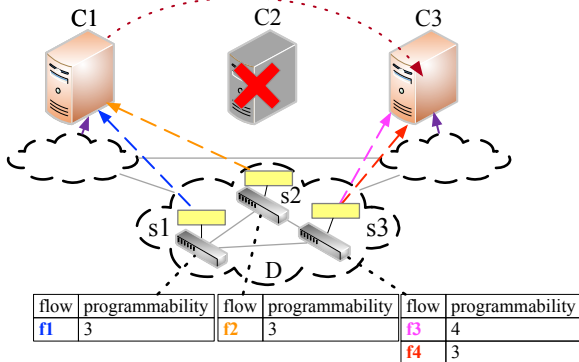 C1 C2 C3
s1 s2 s3
D
flow programmability flow programmability flow programmability
f1 3 f2 3 f3 4
f4 3